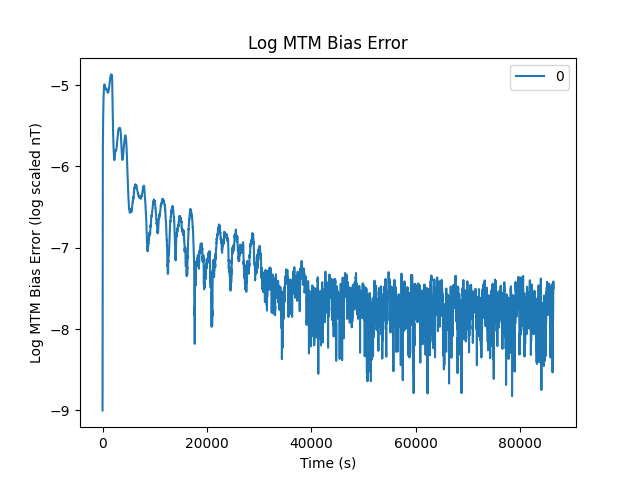 Log MTM Bias Error
0
Log MTM Bias Error (log scaled nT)
−5
−6
−7
−8
−9
0 20000 40000 60000 80000
Time (s)